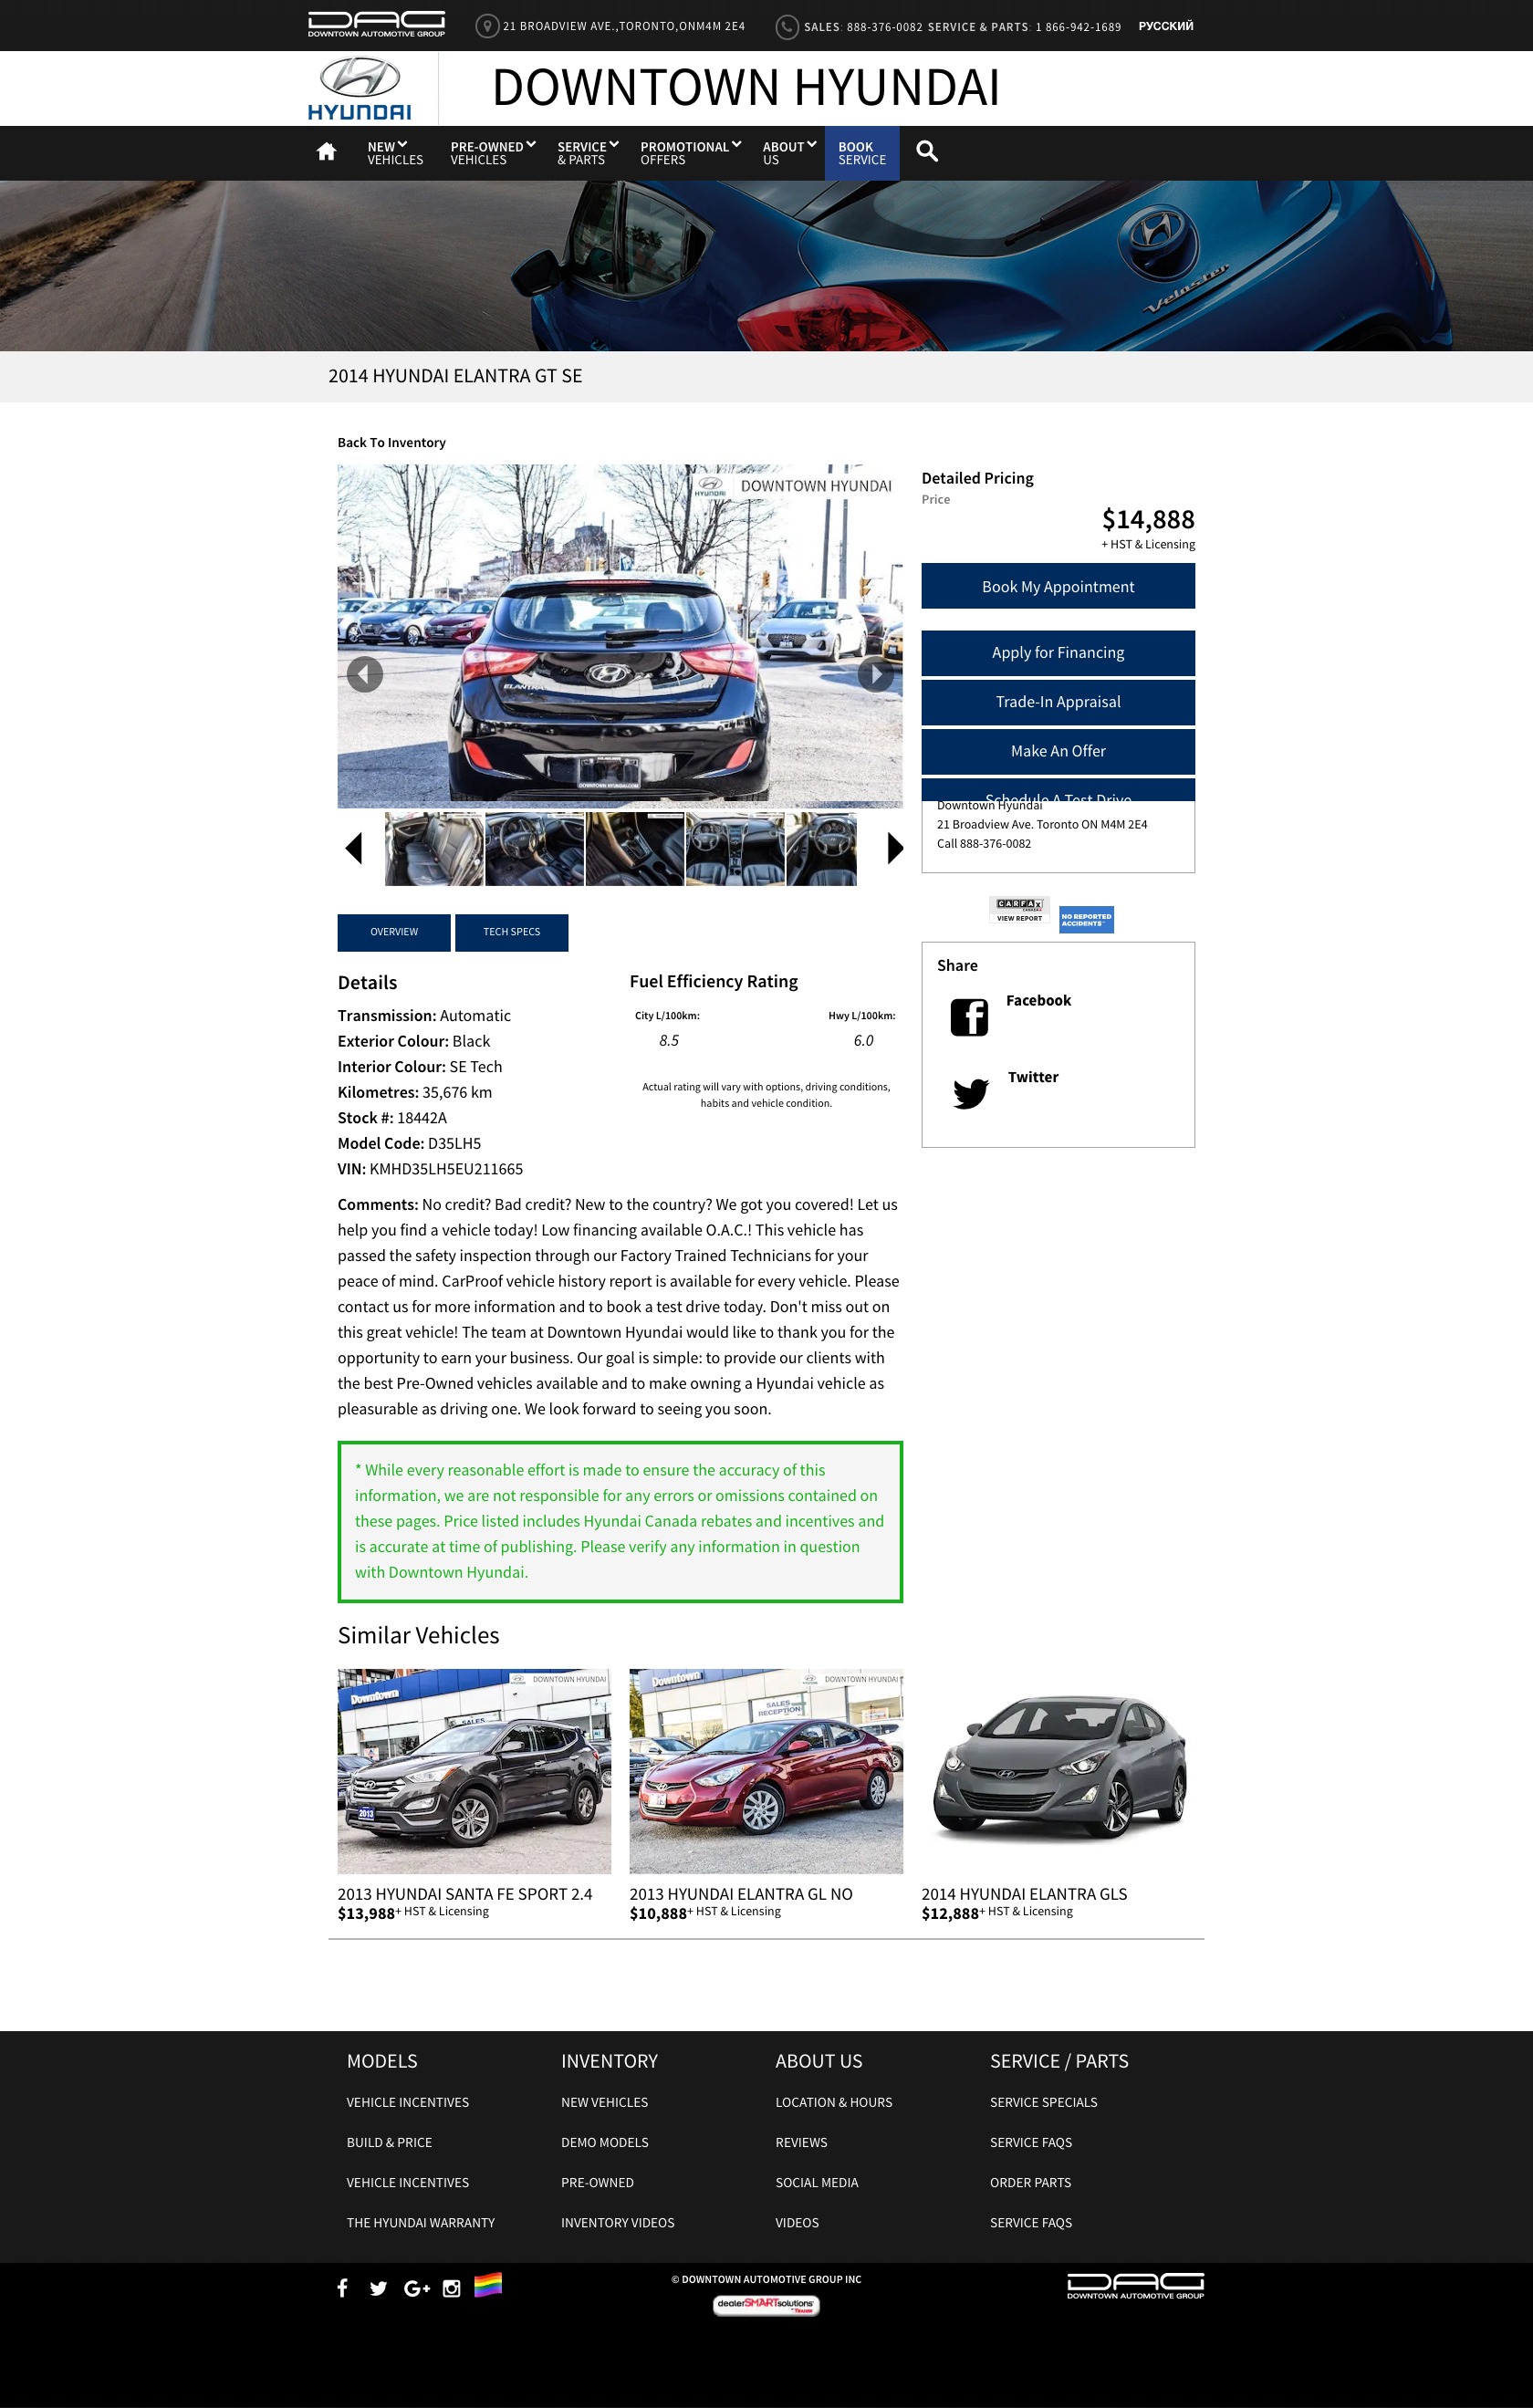 DAG
DOWNTOWN AUTOMOTIVE GROUP
21 BROADVIEW AVE.,TORONTO,ONM4M 2E4
SALES: 888-376-0082 SERVICE & PARTS: 1 866-942-1689
РУССКИЙ
HYUNDAI
DOWNTOWN HYUNDAI
NEW
VEHICLES
PRE-OWNED
VEHICLES
SERVICE
& PARTS
PROMOTIONAL
OFFERS
ABOUT
US
BOOK
SERVICE
Veloster
2014 HYUNDAI ELANTRA GT SE
Back To Inventory
HYUNDAI
DOWNTOWN HYUNDAI
ELANTRA
GT
DOWNTOWNHYUNDAI.COM
Detailed Pricing
Price
$14,888
+ HST & Licensing
Book My Appointment
Apply for Financing
Trade-In Appraisal
Make An Offer
Schedule A Test Drive
Downtown Hyundai
21 Broadview Ave. Toronto ON M4M 2E4
Call 888-376-0082
CARFAX
CANADA
VIEW REPORT
NO REPORTED
ACCIDENTS
Share
Facebook
Twitter
OVERVIEW
TECH SPECS
Details
Transmission: Automatic
Exterior Colour: Black
Interior Colour: SE Tech
Kilometres: 35,676 km
Stock #: 18442A
Model Code: D35LH5
VIN: KMHD35LH5EU211665
Fuel Efficiency Rating
City L/100km:
Hwy L/100km:
8.5
6.0
Actual rating will vary with options, driving conditions,
habits and vehicle condition.
Comments: No credit? Bad credit? New to the country? We got you covered! Let us
help you find a vehicle today! Low financing available O.A.C.! This vehicle has
passed the safety inspection through our Factory Trained Technicians for your
peace of mind. CarProof vehicle history report is available for every vehicle. Please
contact us for more information and to book a test drive today. Don't miss out on
this great vehicle! The team at Downtown Hyundai would like to thank you for the
opportunity to earn your business. Our goal is simple: to provide our clients with
the best Pre-Owned vehicles available and to make owning a Hyundai vehicle as
pleasurable as driving one. We look forward to seeing you soon.
* While every reasonable effort is made to ensure the accuracy of this
information, we are not responsible for any errors or omissions contained on
these pages. Price listed includes Hyundai Canada rebates and incentives and
is accurate at time of publishing. Please verify any information in question
with Downtown Hyundai.
Similar Vehicles
DOWNTOWN HYUNDAI
Downtown
SALES
2013
DOWNTOWN HYUNDAI
Downtown
SALES
RECEPTION
2013 HYUNDAI SANTA FE SPORT 2.4
$13,988+ HST & Licensing
2013 HYUNDAI ELANTRA GL NO
$10,888+ HST & Licensing
2014 HYUNDAI ELANTRA GLS
$12,888+ HST & Licensing
MODELS
VEHICLE INCENTIVES
BUILD & PRICE
VEHICLE INCENTIVES
THE HYUNDAI WARRANTY
INVENTORY
NEW VEHICLES
DEMO MODELS
PRE-OWNED
INVENTORY VIDEOS
ABOUT US
LOCATION & HOURS
REVIEWS
SOCIAL MEDIA
VIDEOS
SERVICE / PARTS
SERVICE SPECIALS
SERVICE FAQS
ORDER PARTS
SERVICE FAQS
© DOWNTOWN AUTOMOTIVE GROUP INC
dealerSMARTsolutions
DAG
DOWNTOWN AUTOMOTIVE GROUP